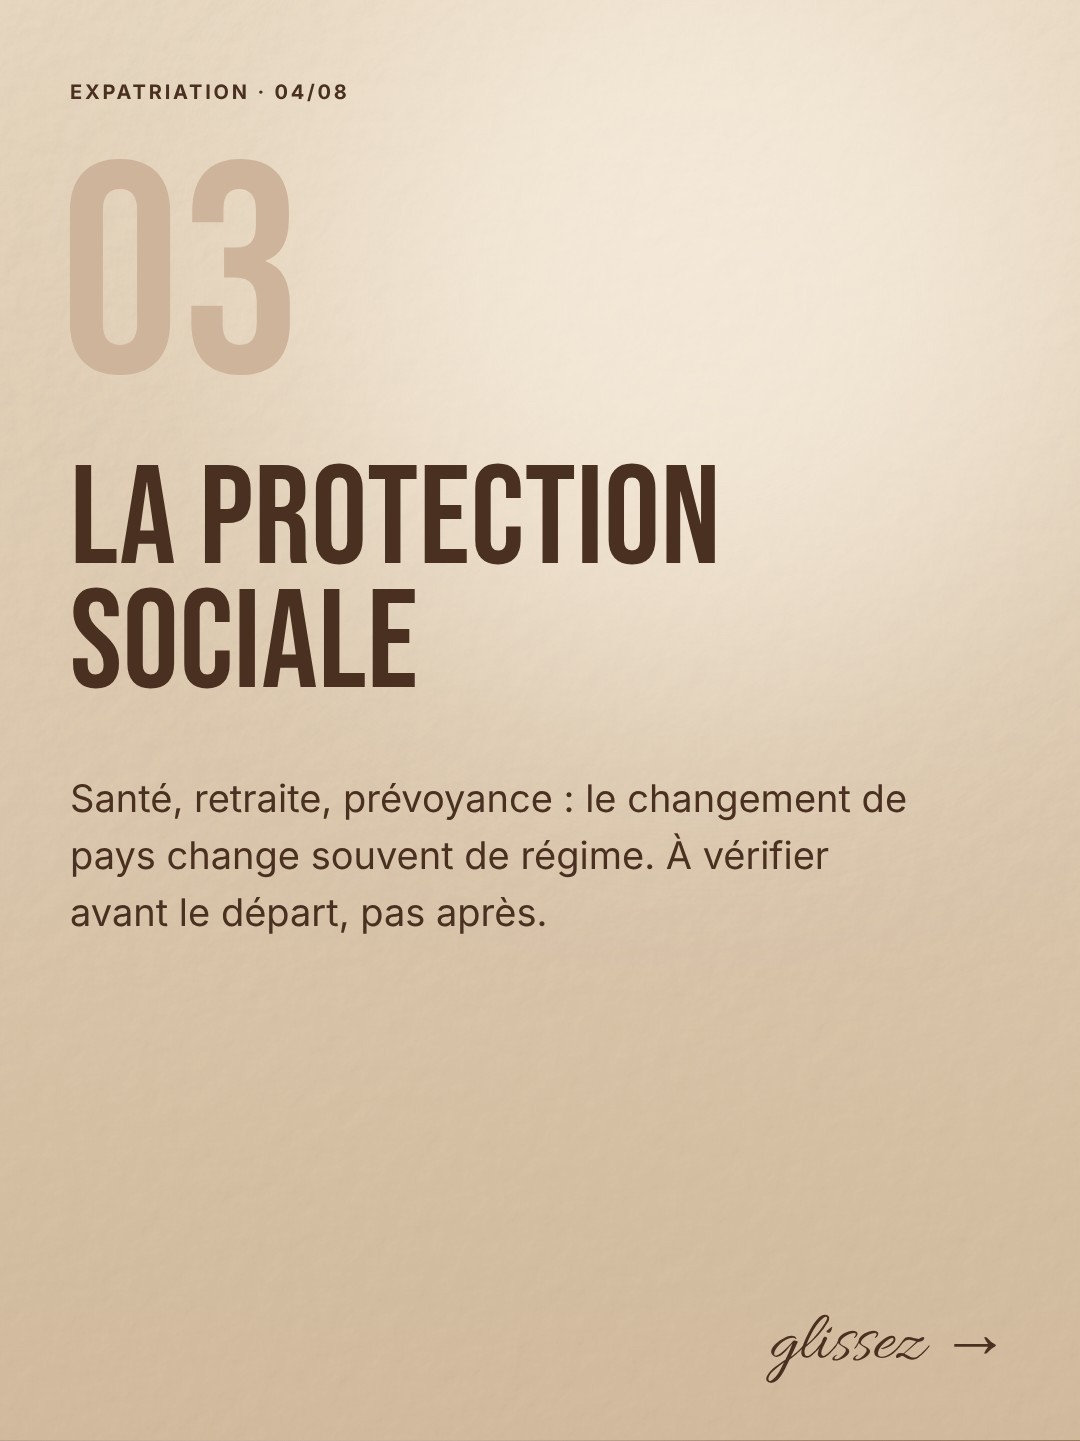 EXPATRIATION · 04/08
03
LA PROTECTION
SOCIALE
Santé, retraite, prévoyance : le changement de
pays change souvent de régime. À vérifier
avant le départ, pas après.
glissez →